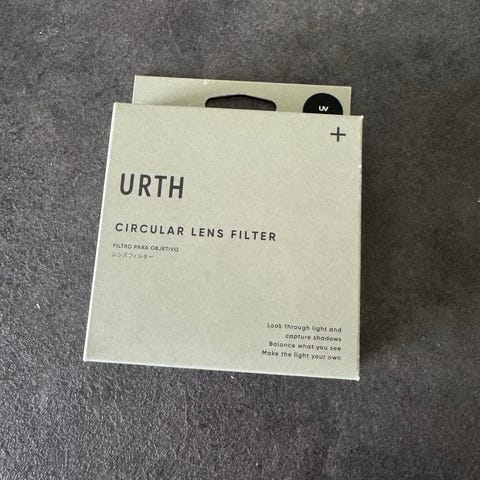 UV
+
URTH
CIRCULAR LENS FILTER
FILTRO PARA OBJETIVO
レンズフィルター
Look through light and
capture shadows
Balance what you see
Make the light your own